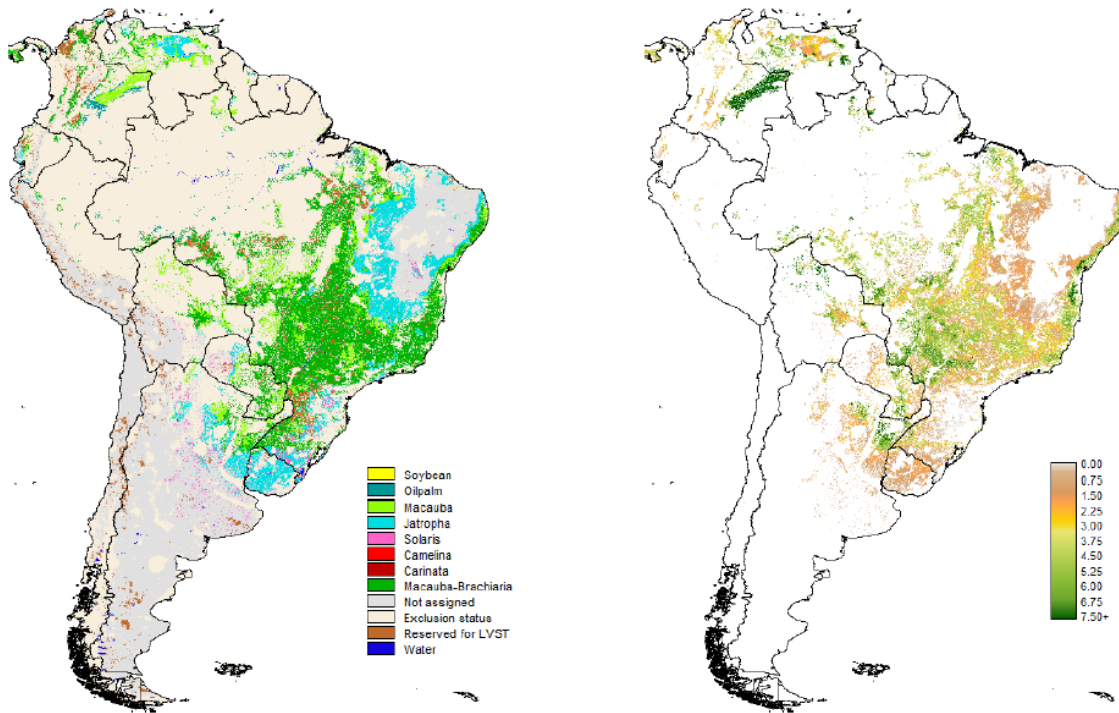 Soybean
Oilpalm
Macauba
Jatropha
Solaris
Camelina
Carinata
Macauba-Brachiaria
Not assigned
Exclusion status
Reserved for LVST
Water
0.00
0.75
1.50
2.25
3.00
3.75
4.50
5.25
6.00
6.75
7.50+